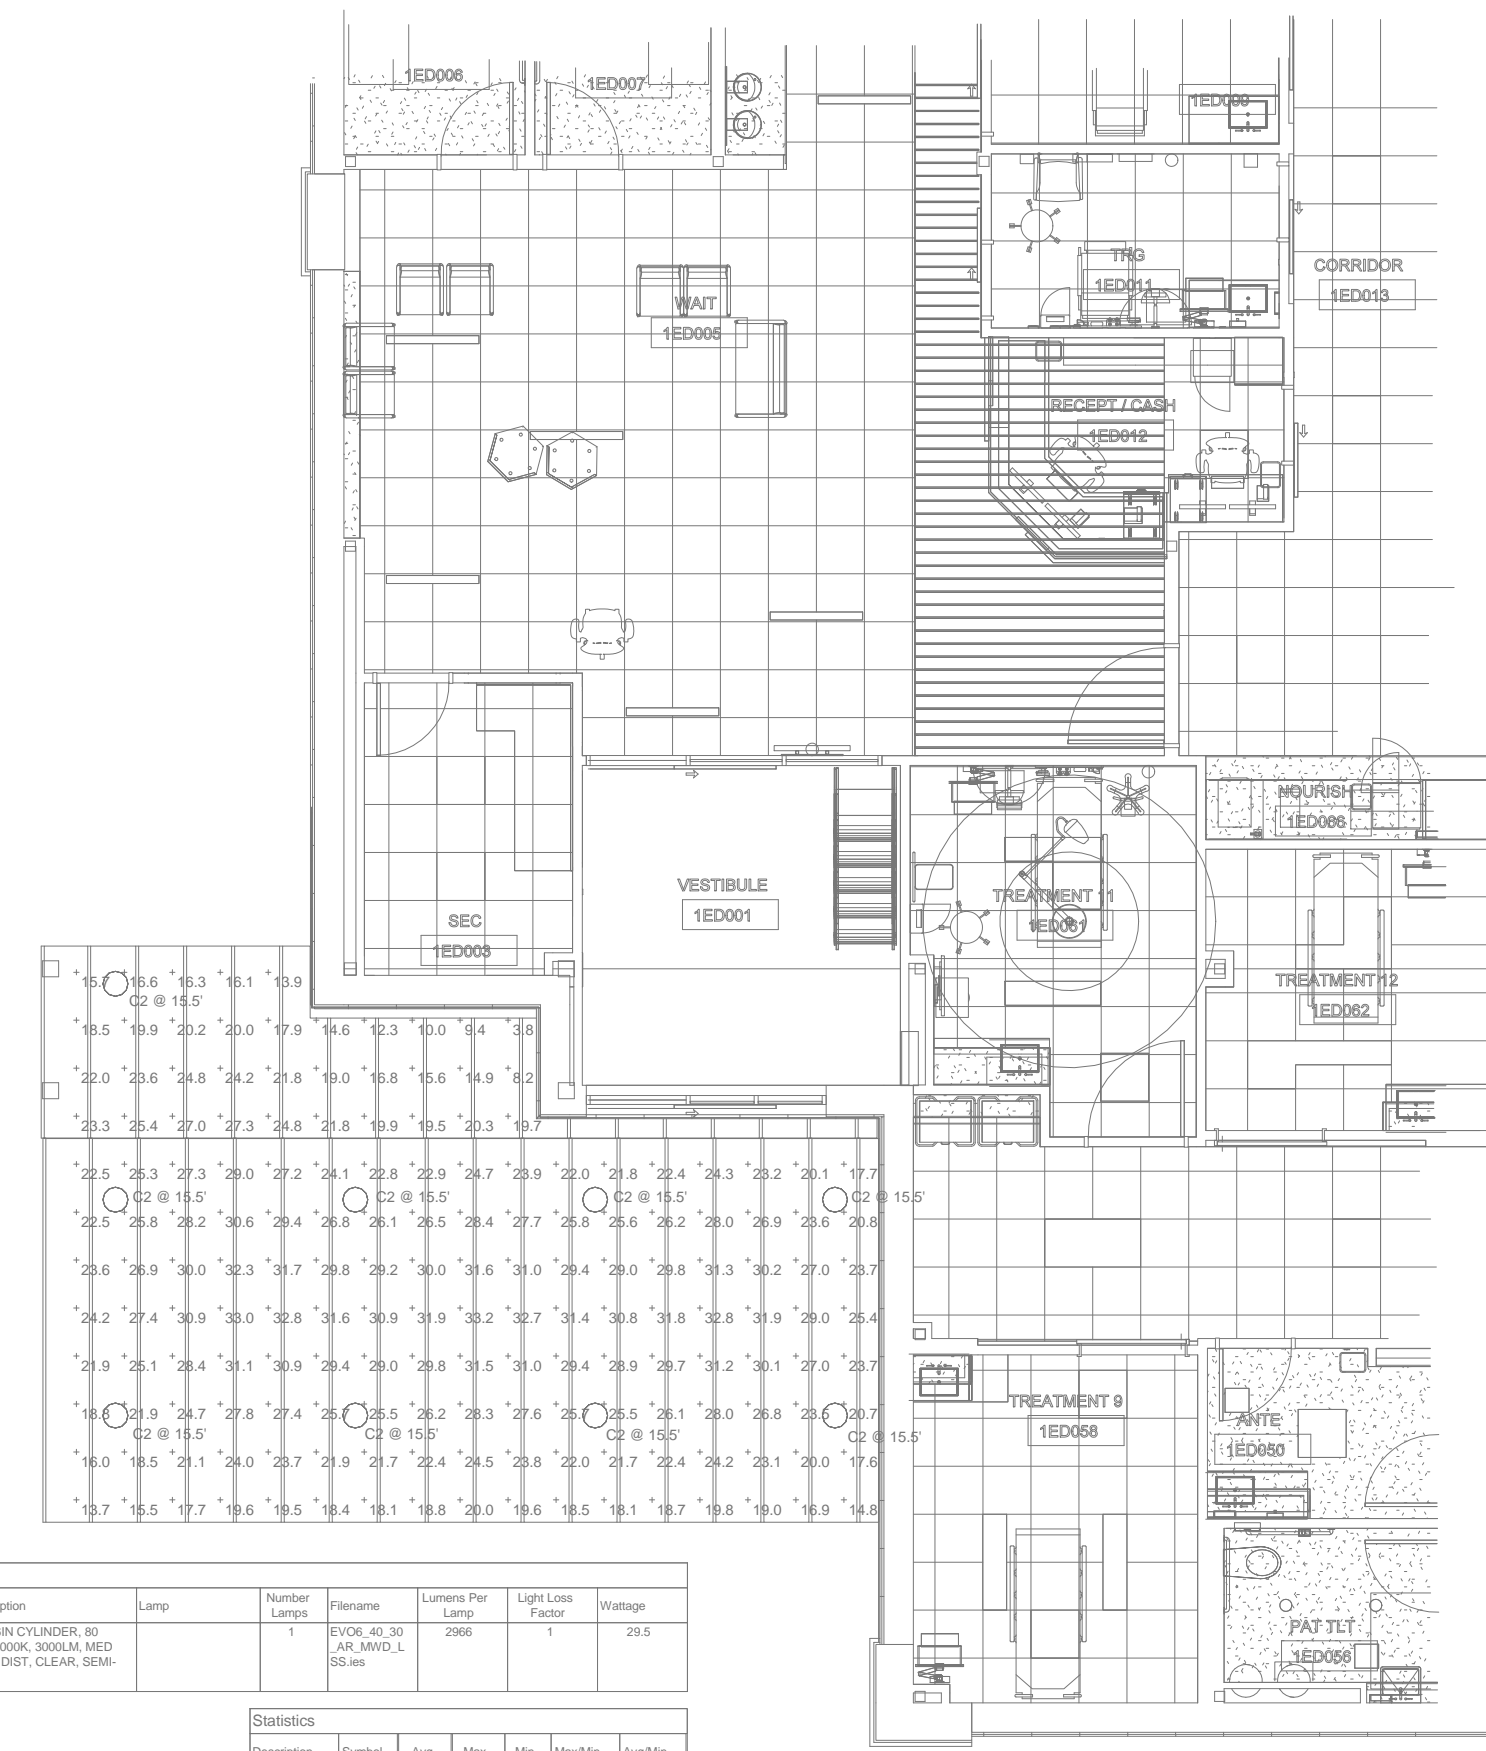 1ED006
1ED007
1ED009
TRG
1ED011
CORRIDOR
1ED013
WAIT
1ED005
RECEPT / CASH
1ED012
NOURISH
1ED066
VESTIBULE
1ED001
TREATMENT 11
1ED061
SEC
1ED003
TREATMENT 12
1ED062
15.7 16.6 16.3 16.1 13.9
C2 @ 15.5'
18.5 19.9 20.2 20.0 17.9 14.6 12.3 10.0 9.4 3.8
22.0 23.6 24.8 24.2 21.8 19.0 16.8 15.6 14.9 8.2
23.3 25.4 27.0 27.3 24.8 21.8 19.9 19.5 20.3 19.7
22.5 25.3 27.3 29.0 27.2 24.1 22.8 22.9 24.7 23.9 22.0 21.8 22.4 24.3 23.2 20.1 17.7
C2 @ 15.5' C2 @ 15.5' C2 @ 15.5' C2 @ 15.5'
22.5 25.8 28.2 30.6 29.4 26.8 26.1 26.5 28.4 27.7 25.8 25.6 26.2 28.0 26.9 23.6 20.8
23.6 26.9 30.0 32.3 31.7 29.8 29.2 30.0 31.6 31.0 29.4 29.0 29.8 31.3 30.2 27.0 23.7
24.2 27.4 30.9 33.0 32.8 31.6 30.9 31.9 33.2 32.7 31.4 30.8 31.8 32.8 31.9 29.0 25.4
21.9 25.1 28.4 31.1 30.9 29.4 29.0 29.8 31.5 31.0 29.4 28.9 29.7 31.2 30.1 27.0 23.7
18.8 21.9 24.7 27.8 27.4 25.7 25.5 26.2 28.3 27.6 25.7 25.5 26.1 28.0 26.8 23.5 20.7
C2 @ 15.5' C2 @ 15.5' C2 @ 15.5' C2 @ 15.5'
16.0 18.5 21.1 24.0 23.7 21.9 21.7 22.4 24.5 23.8 22.0 21.7 22.4 24.2 23.1 20.0 17.6
13.7 15.5 17.7 19.6 19.5 18.4 18.1 18.8 20.0 19.6 18.5 18.1 18.7 19.8 19.0 16.9 14.8
TREATMENT 9
1ED058
ANTE
1ED050
PAT TLT
1ED056
ption Lamp Number Lamps Filename Lumens Per Lamp Light Loss Factor Wattage
IN CYLINDER, 80 1 EVO6_40_30 2966 1 29.5
000K, 3000LM, MED _AR_MWD_L
DIST, CLEAR, SEMI- SS.ies
Statistics
Description Symbol Avg Max Min Max/Min Avg/Min